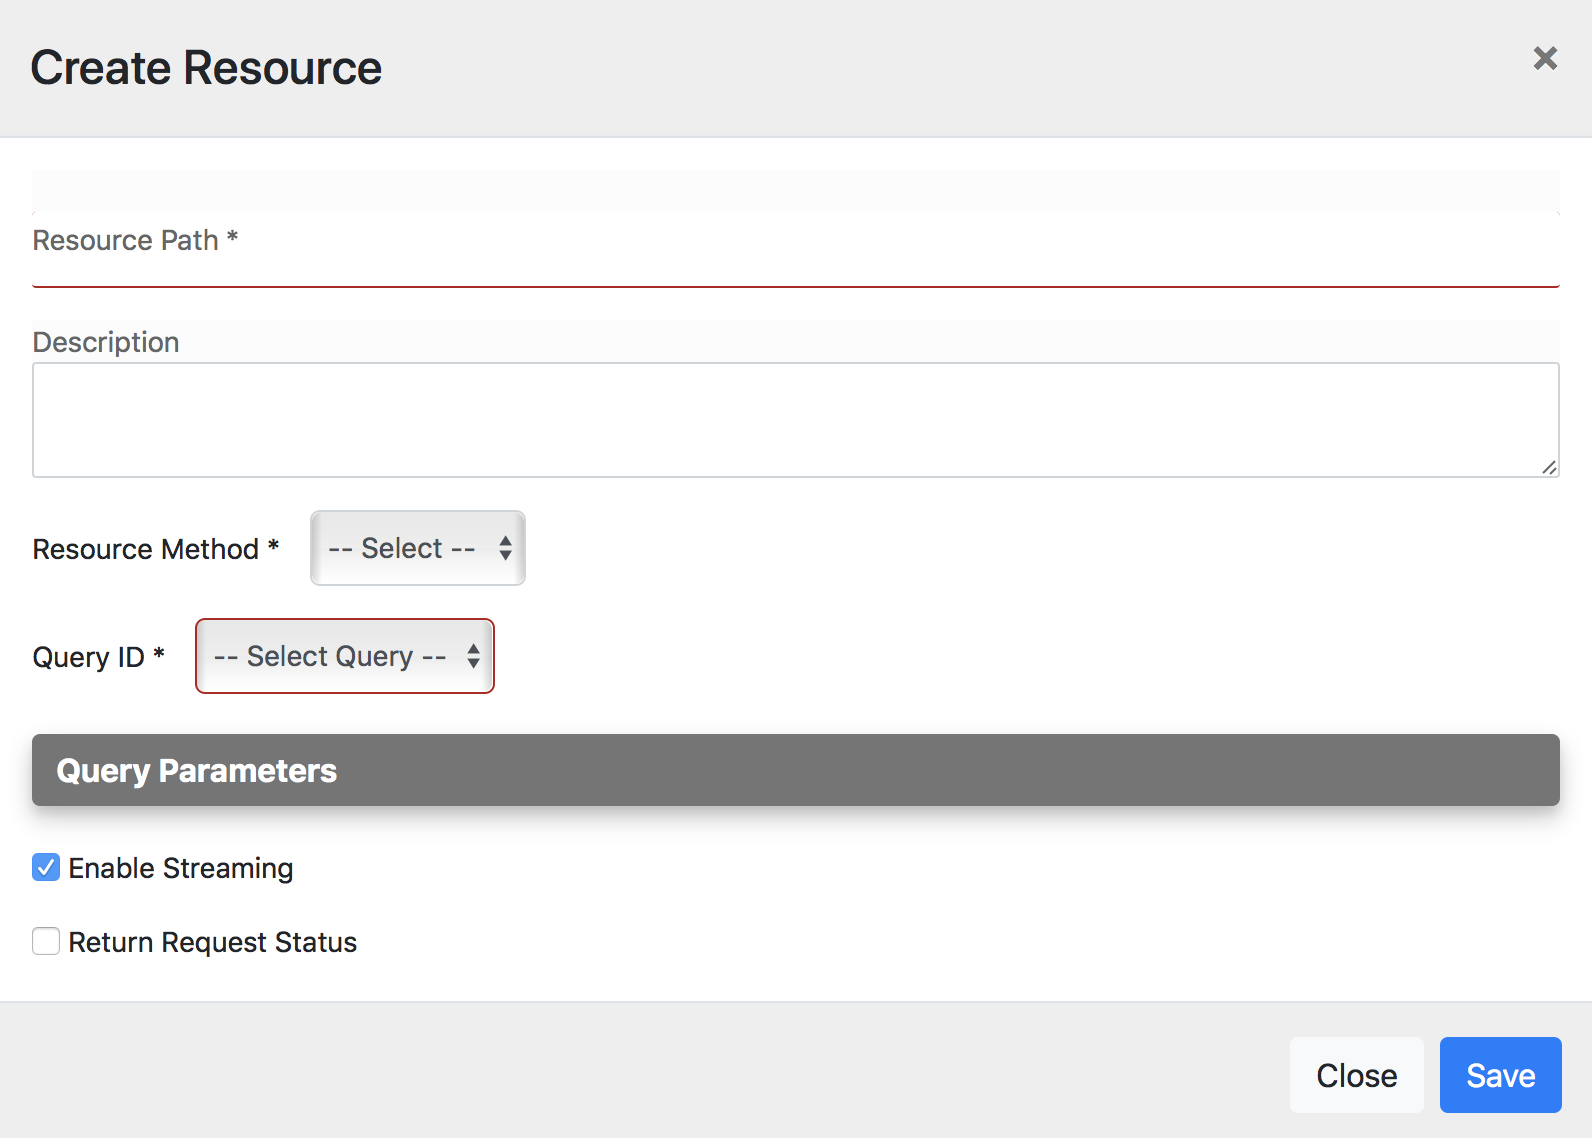 Create Resource
Resource Path *
Description
Resource Method * -- Select --
Query ID * -- Select Query --
Query Parameters
Enable Streaming
Return Request Status
Close Save